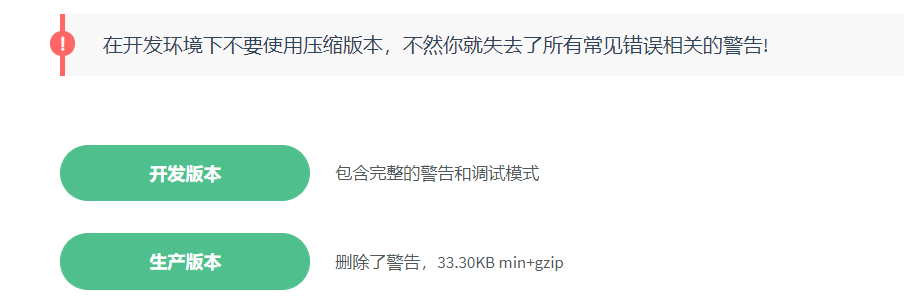 在开发环境下不要使用压缩版本，不然你就失去了所有常见错误相关的警告!
开发版本 包含完整的警告和调试模式
生产版本 删除了警告，33.30KB min+gzip